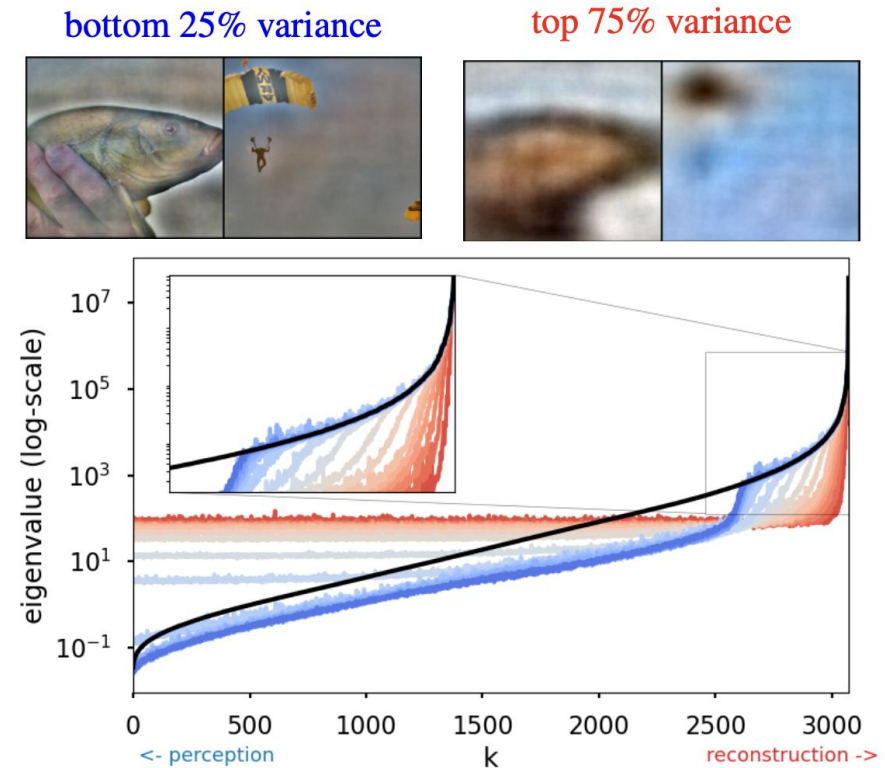 bottom 25% variance
top 75% variance
10^7
10^5
10^3
10^1
10^−1
eigenvalue (log-scale)
0 500 1000 1500 2000 2500 3000
<- perception k reconstruction ->